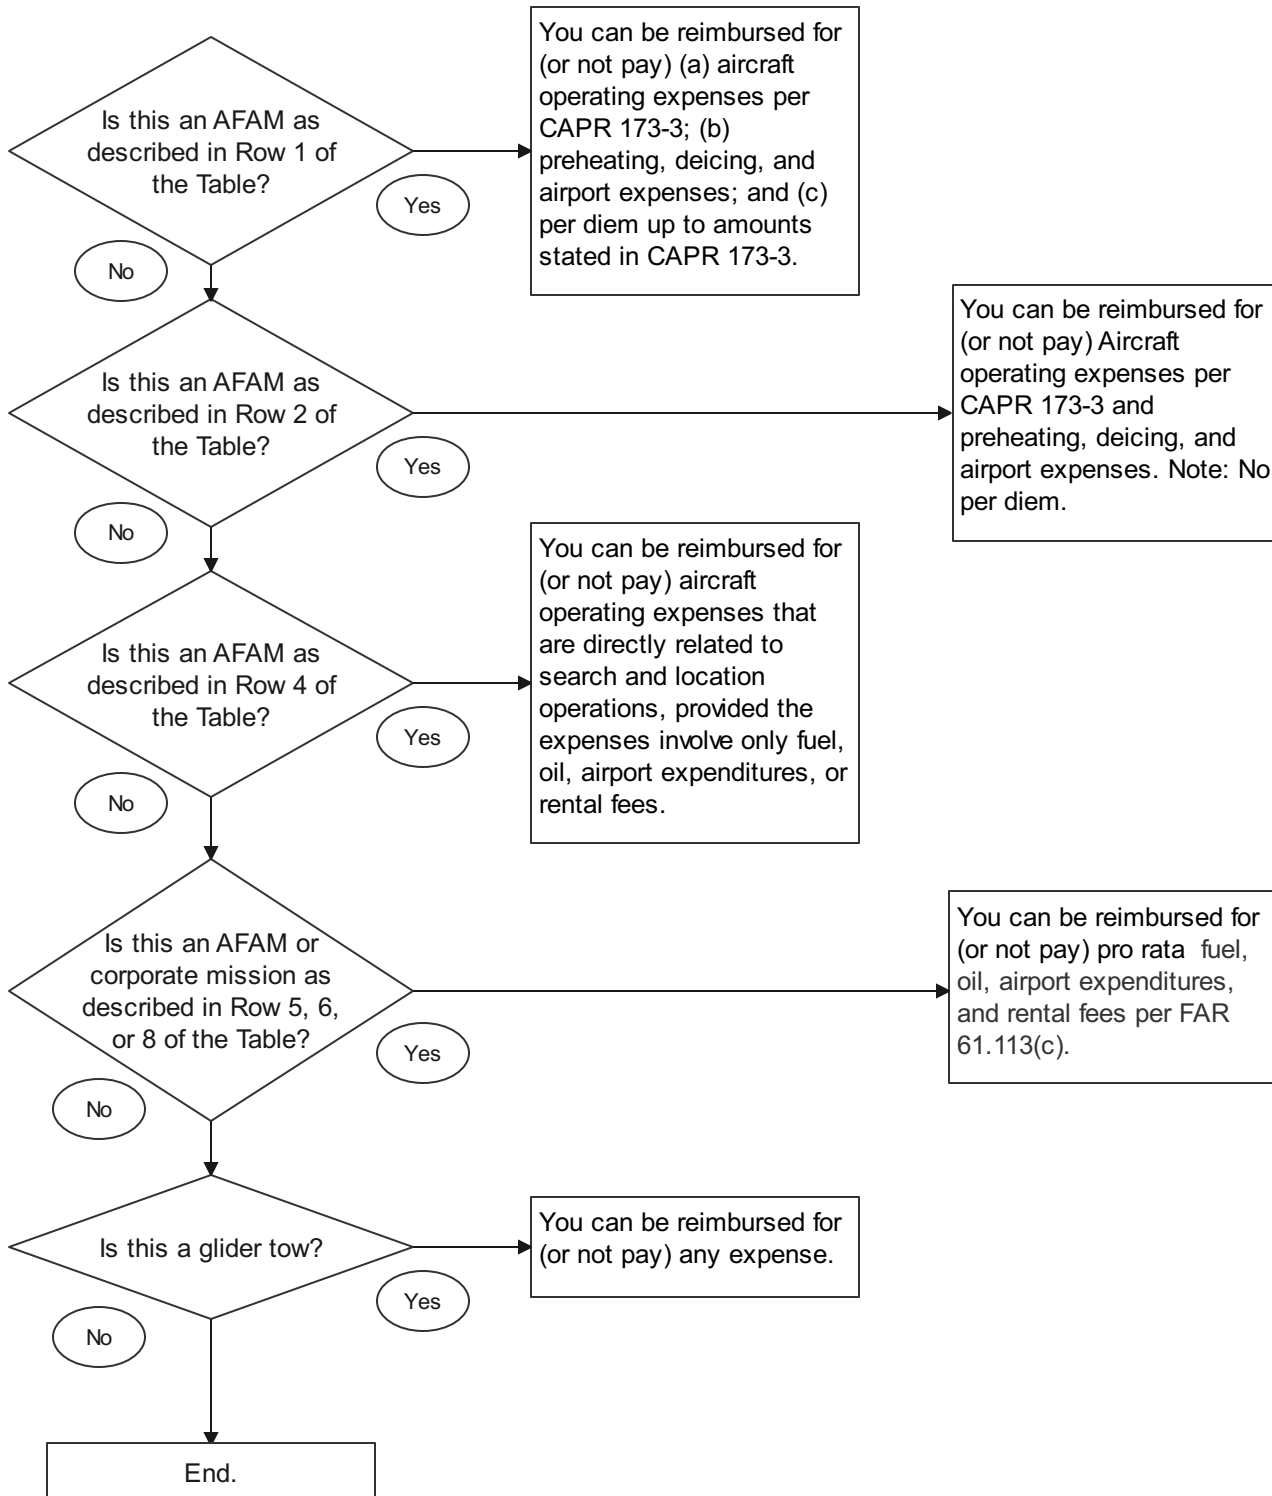 Is this an AFAM as
described in Row 1 of
the Table?
Yes
No
You can be reimbursed for
(or not pay) (a) aircraft
operating expenses per
CAPR 173-3; (b)
preheating, deicing, and
airport expenses; and (c)
per diem up to amounts
stated in CAPR 173-3.
Is this an AFAM as
described in Row 2 of
the Table?
Yes
No
You can be reimbursed for
(or not pay) Aircraft
operating expenses per
CAPR 173-3 and
preheating, deicing, and
airport expenses. Note: No
per diem.
Is this an AFAM as
described in Row 4 of
the Table?
Yes
No
You can be reimbursed for
(or not pay) aircraft
operating expenses that
are directly related to
search and location
operations, provided the
expenses involve only fuel,
oil, airport expenditures, or
rental fees.
Is this an AFAM or
corporate mission as
described in Row 5, 6,
or 8 of the Table?
Yes
No
You can be reimbursed for
(or not pay) pro rata fuel,
oil, airport expenditures,
and rental fees per FAR
61.113(c).
Is this a glider tow?
Yes
No
You can be reimbursed for
(or not pay) any expense.
End.